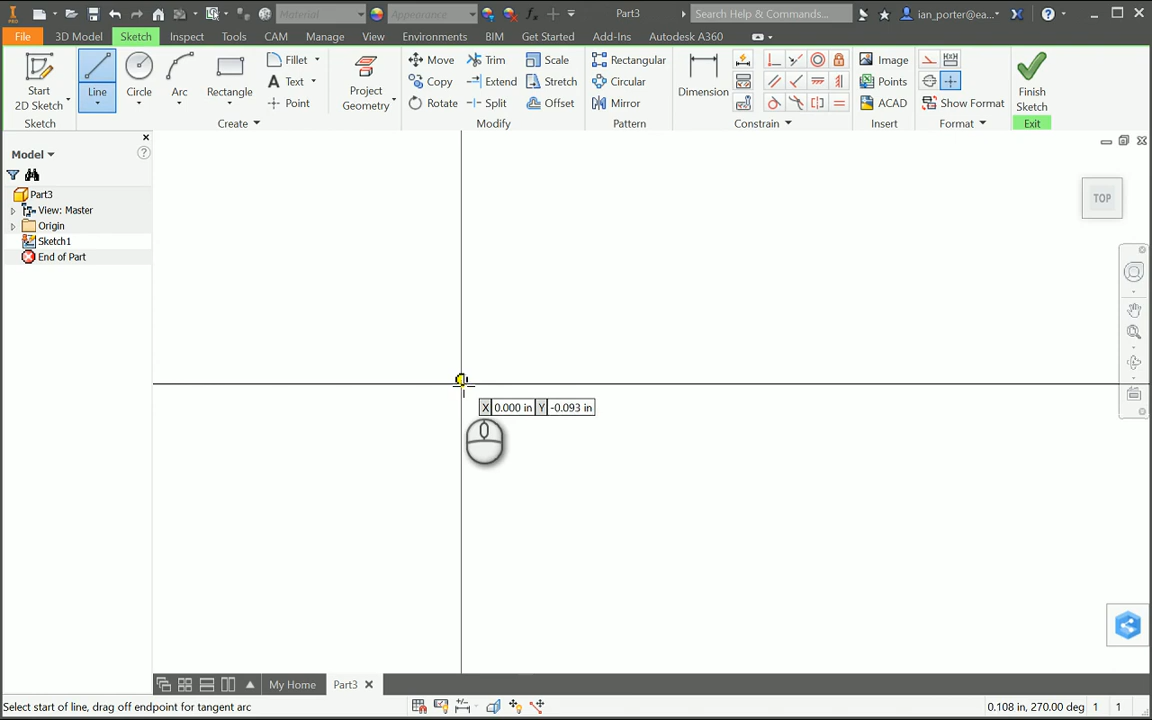 PRO Material Appearance fx Part3 Search Help & Commands... ian_porter@ea... ?
File 3D Model Sketch Inspect Tools CAM Manage View Environments BIM Get Started Add-Ins Autodesk A360
Start 2D Sketch Line Circle Arc Rectangle Fillet Text Point Project Geometry Move Copy Rotate Trim Extend Split Scale Stretch Offset Rectangular Circular Mirror Dimension Image Points ACAD Show Format Finish Sketch
Sketch Create Modify Pattern Constrain Insert Format Exit
Model
Part3
View: Master
Origin
Sketch1
End of Part
TOP
X 0.000 in Y -0.093 in
My Home Part3
Select start of line, drag off endpoint for tangent arc 0.108 in, 270.00 deg 1 1